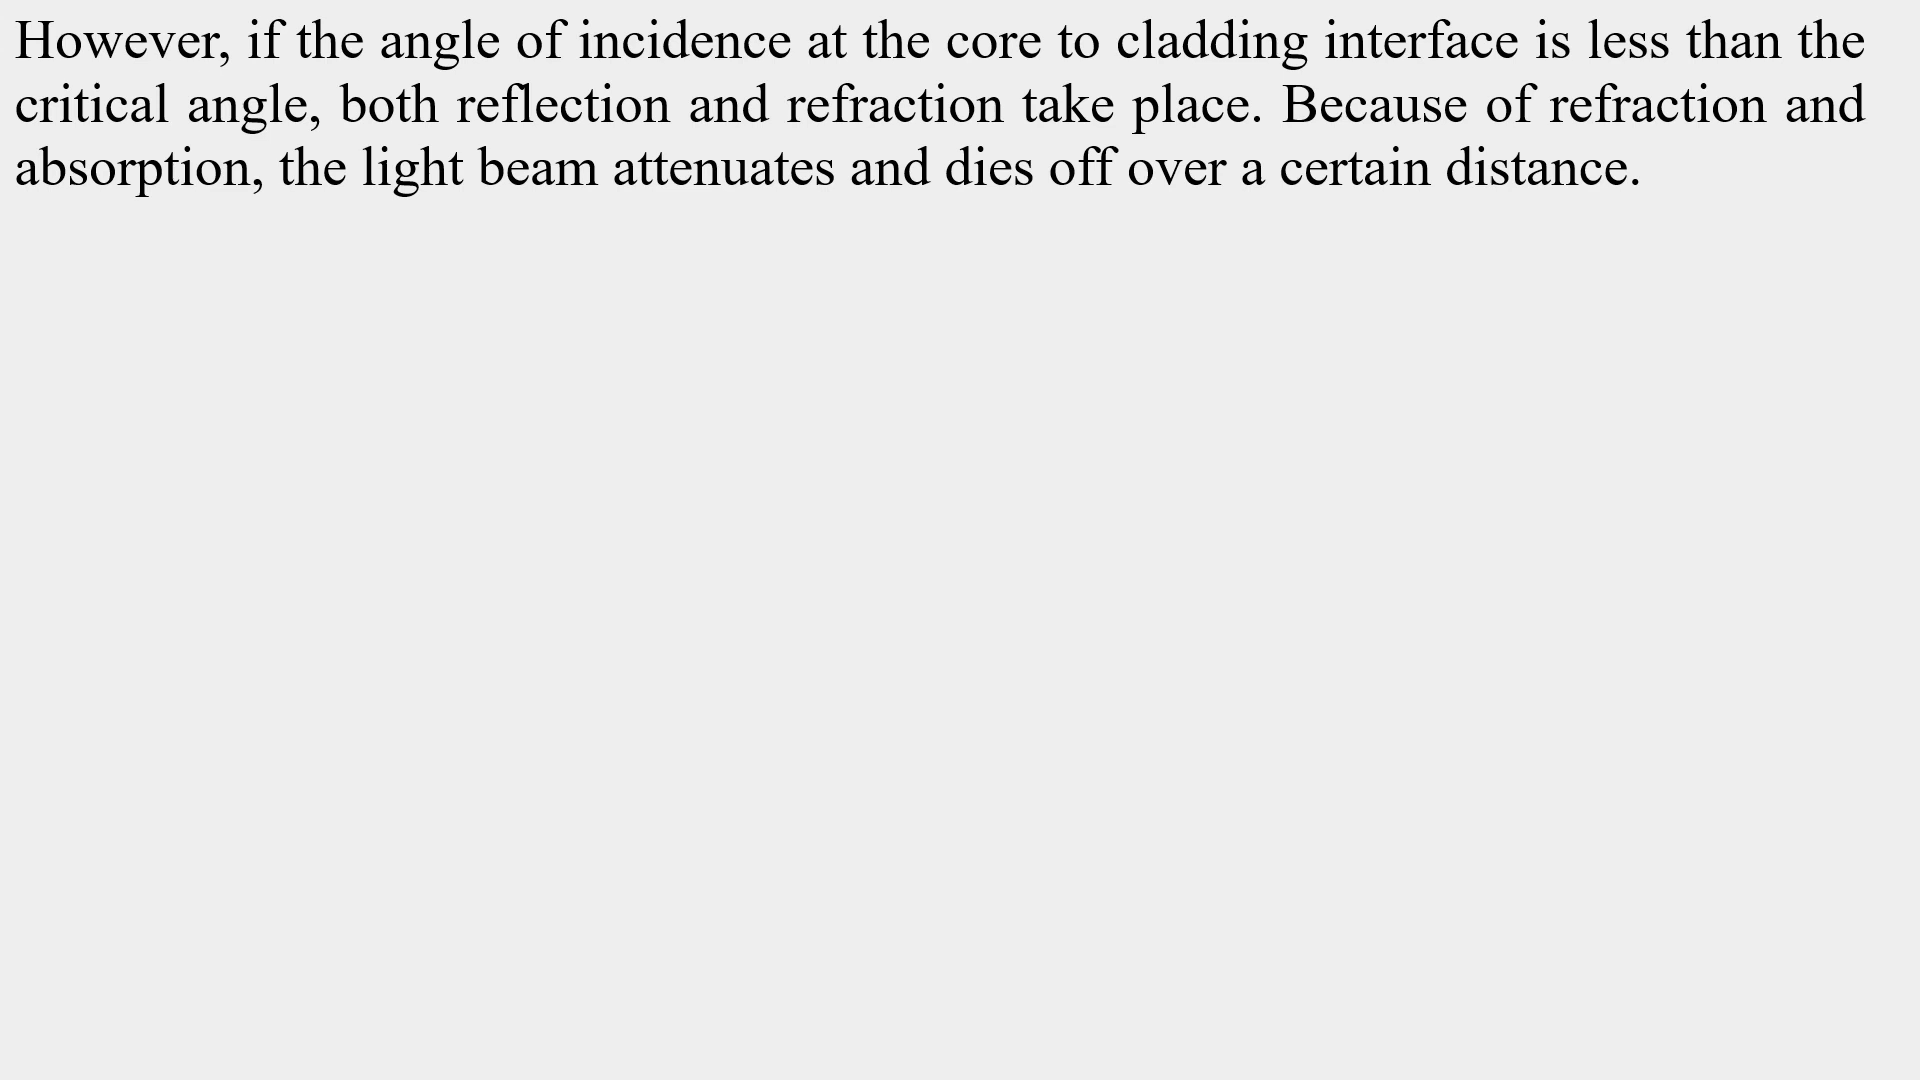 However, if the angle of incidence at the core to cladding interface is less than the
critical angle, both reflection and refraction take place. Because of refraction and
absorption, the light beam attenuates and dies off over a certain distance.